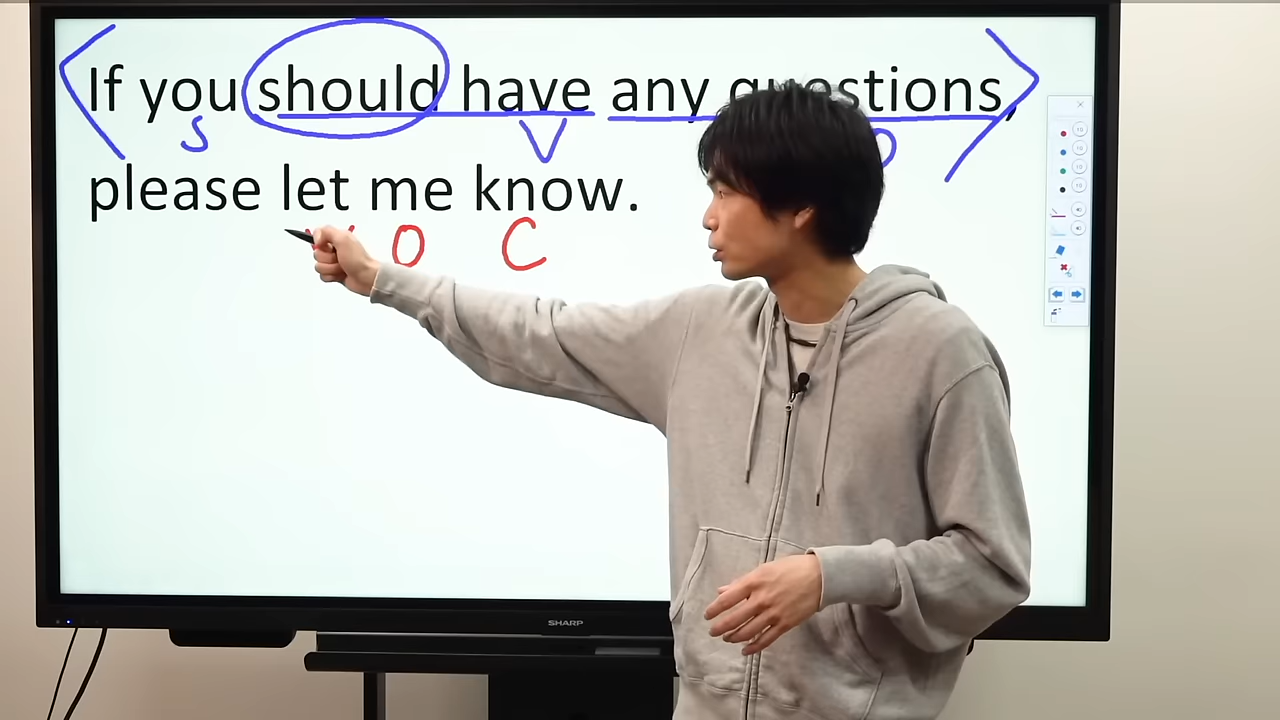 If you should have any questions,
S V O
please let me know.
O C
SHARP